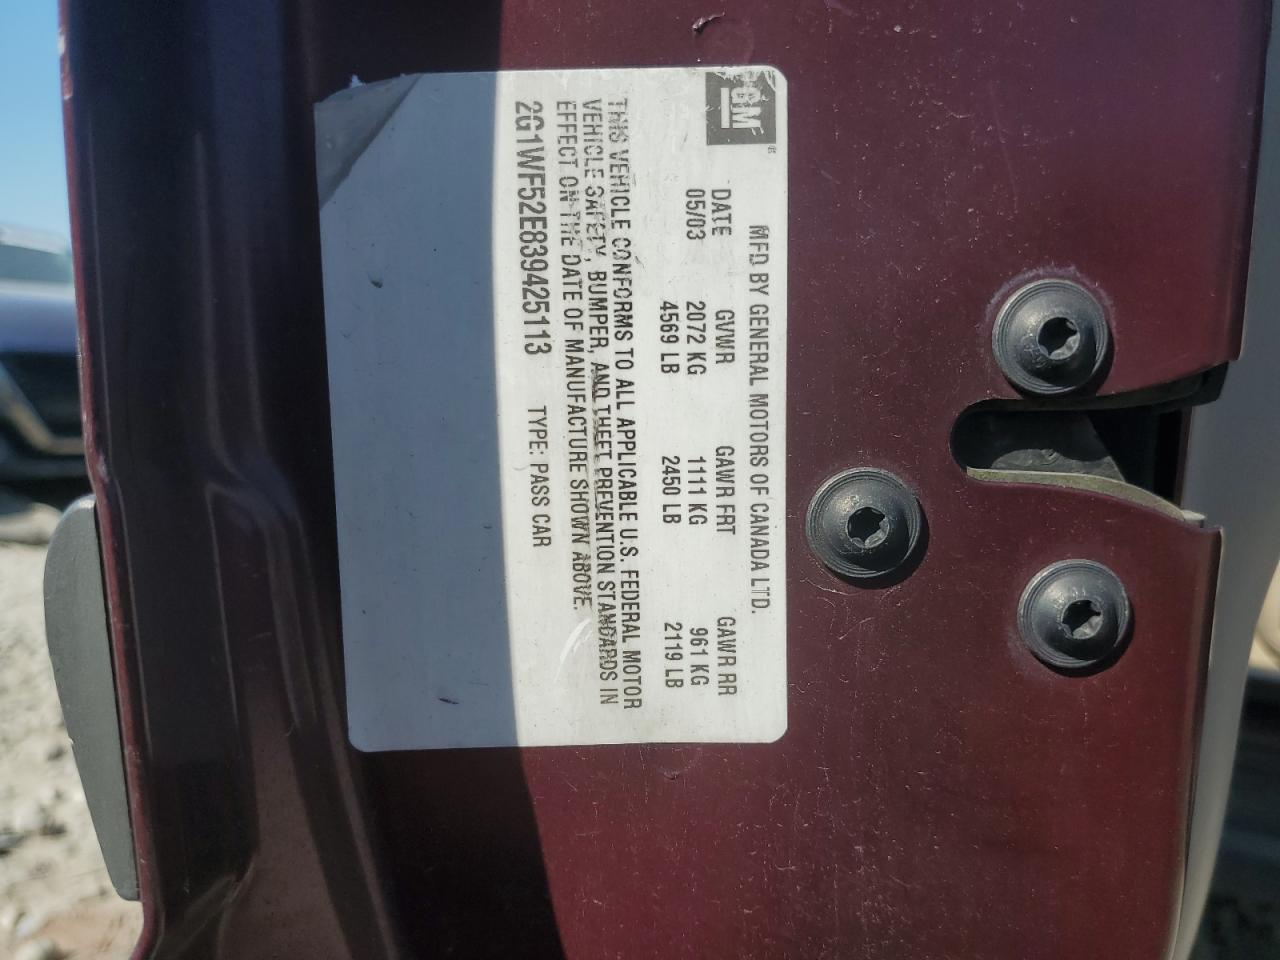 GM
MFD BY GENERAL MOTORS OF CANADA LTD.
DATE GVWR GAWR FRT GAWR RR
05/03 2072 KG 1111 KG 961 KG
4569 LB 2450 LB 2119 LB
THIS VEHICLE CONFORMS TO ALL APPLICABLE U.S. FEDERAL MOTOR
VEHICLE SAFETY, BUMPER, AND THEFT PREVENTION STANDARDS IN
EFFECT ON THE DATE OF MANUFACTURE SHOWN ABOVE.
2G1WF52E839425113 TYPE: PASS CAR